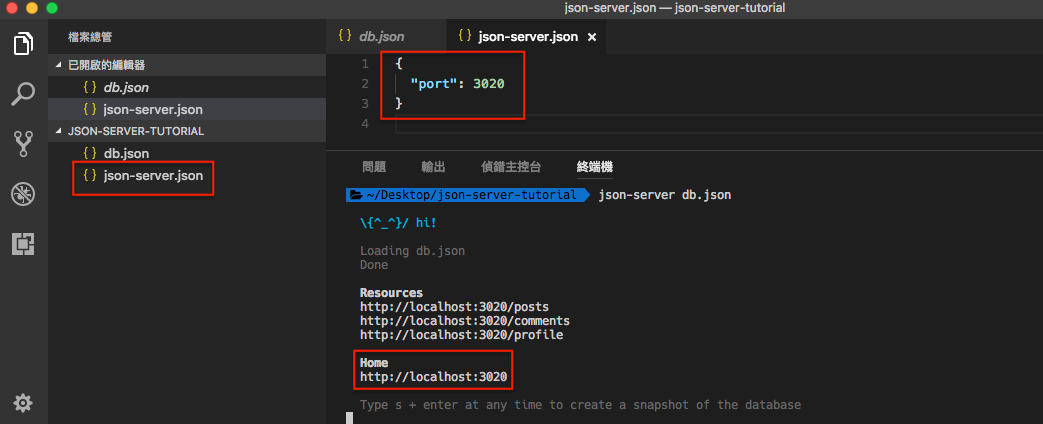 json-server.json — json-server-tutorial
檔案總管
已開啟的編輯器
{ } db.json
{ } json-server.json
JSON-SERVER-TUTORIAL
{ } db.json
{ } json-server.json
{ } db.json
{ } json-server.json ×
1 {
2 "port": 3020
3 }
4
問題 輸出 偵錯主控台 終端機
~/Desktop/json-server-tutorial json-server db.json
\{^_^}/ hi!
Loading db.json
Done
Resources
http://localhost:3020/posts
http://localhost:3020/comments
http://localhost:3020/profile
Home
http://localhost:3020
Type s + enter at any time to create a snapshot of the database